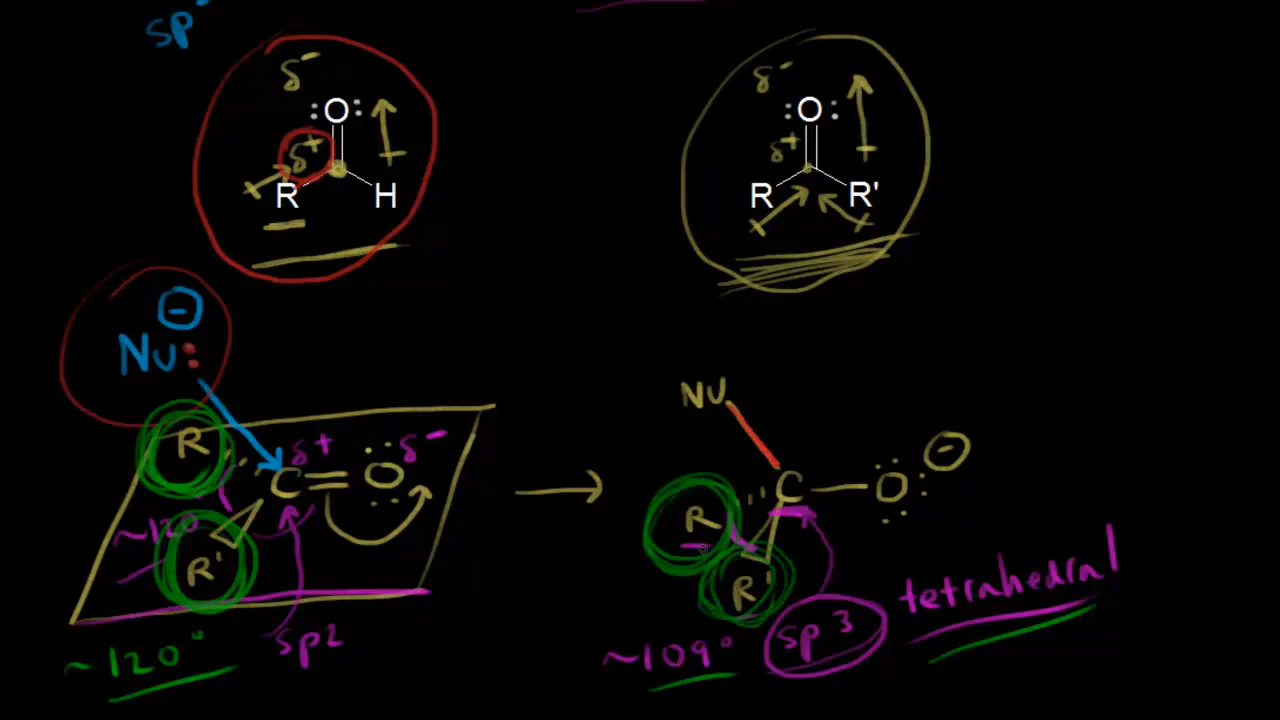 sp
δ- δ-
:O: :O:
δ+ δ+
R H R R'
Nu: -
NU
R δ+ δ- -
C=O C-O:
~120 R
R' R'
~120° sp2 ~109° sp3 tetrahedral